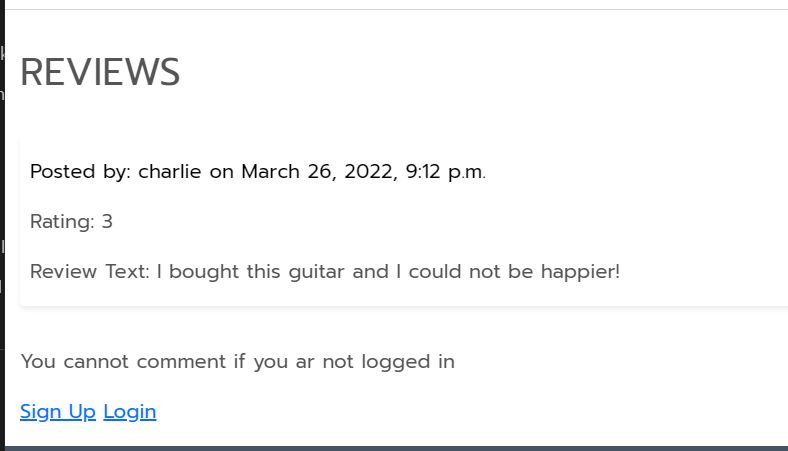 REVIEWS
Posted by: charlie on March 26, 2022, 9:12 p.m.
Rating: 3
Review Text: I bought this guitar and I could not be happier!
You cannot comment if you ar not logged in
Sign Up Login